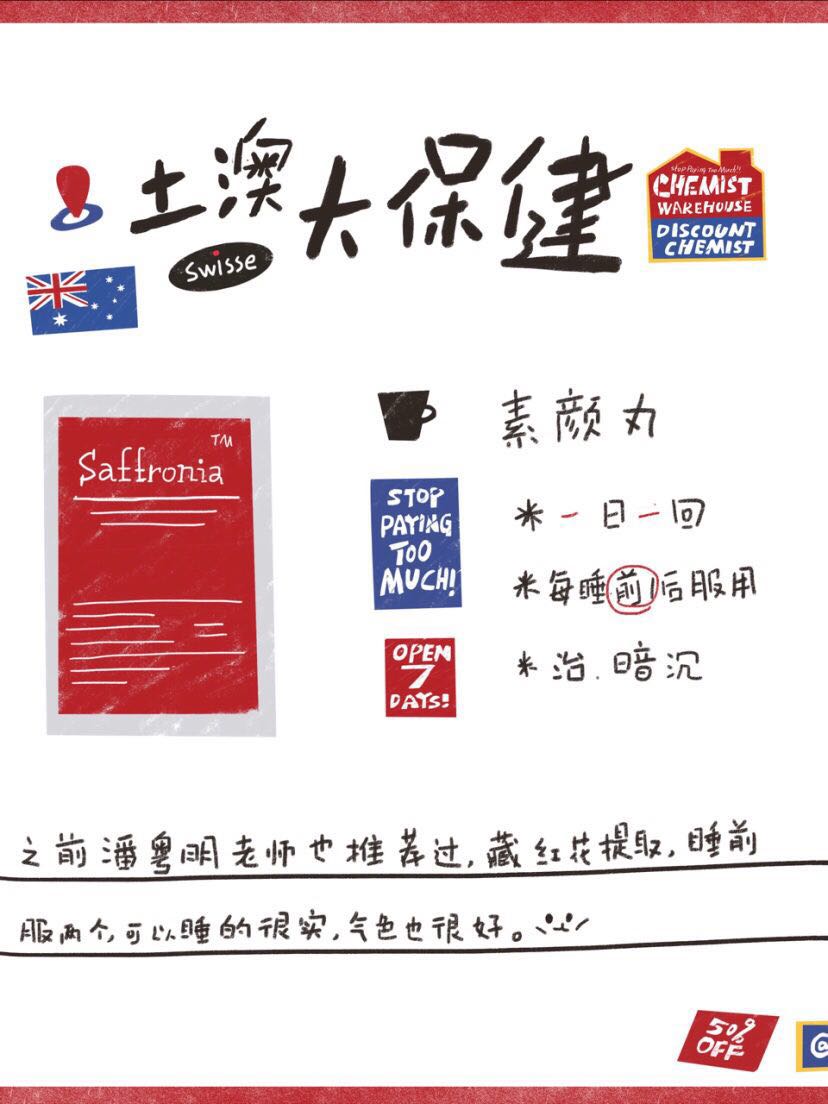 土澳大保健
Swisse
Stop Paying Too Much!!
CHEMIST
WAREHOUSE
DISCOUNT
CHEMIST
Saffronia™
素颜丸
STOP
PAYING
TOO
MUCH!
*一日一回
*每睡前/后服用
OPEN
7
DAYS!
*治.暗沉
之前潘粤明老师也推荐过,藏红花提取,睡前
服两个,可以睡的很实,气色也很好。
50%
OFF
@